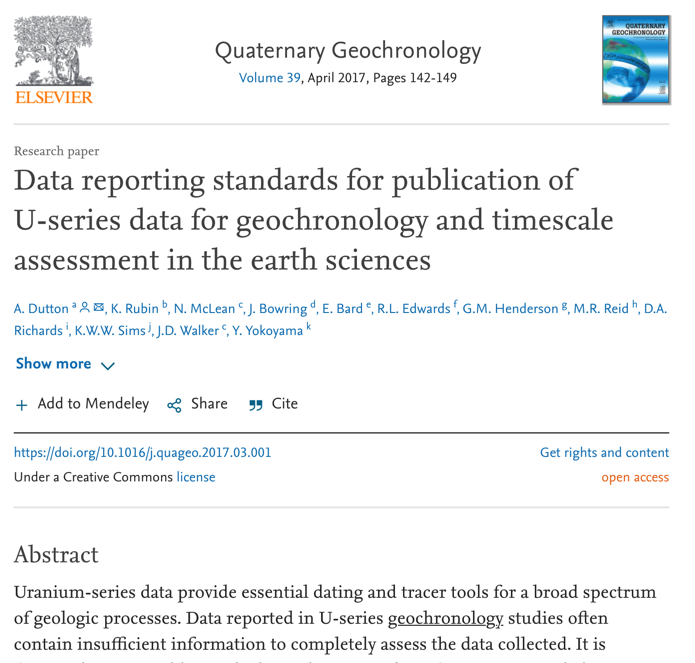 ELSEVIER
Quaternary Geochronology
Volume 39, April 2017, Pages 142-149
QUATERNARY
GEOCHRONOLOGY
Research paper
Data reporting standards for publication of
U-series data for geochronology and timescale
assessment in the earth sciences
A. Dutton a, K. Rubin b, N. McLean c, J. Bowring d, E. Bard e, R.L. Edwards f, G.M. Henderson g, M.R. Reid h, D.A.
Richards i, K.W.W. Sims j, J.D. Walker c, Y. Yokoyama k
Show more
Add to Mendeley Share Cite
https://doi.org/10.1016/j.quageo.2017.03.001 Get rights and content
Under a Creative Commons license open access
Abstract
Uranium-series data provide essential dating and tracer tools for a broad spectrum
of geologic processes. Data reported in U-series geochronology studies often
contain insufficient information to completely assess the data collected. It is